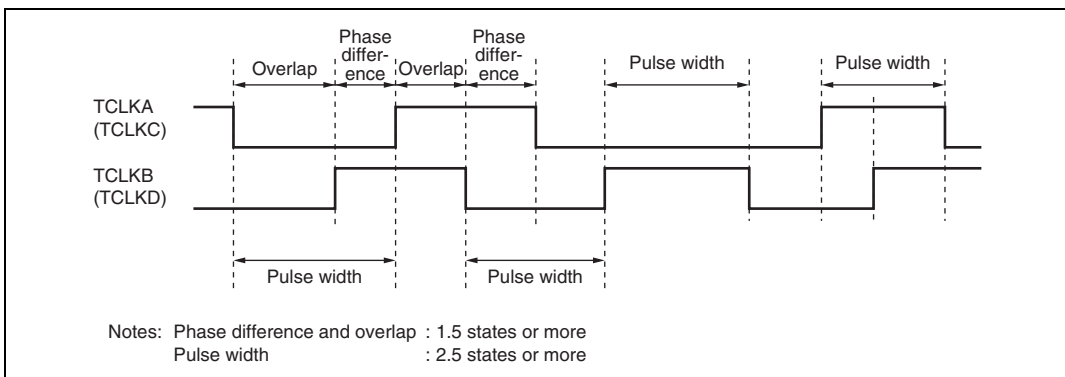 Overlap
Phase
differ-
ence
Overlap
Phase
differ-
ence
Pulse width
Pulse width
TCLKA
(TCLKC)
TCLKB
(TCLKD)
Pulse width
Pulse width
Notes: Phase difference and overlap : 1.5 states or more
Pulse width : 2.5 states or more